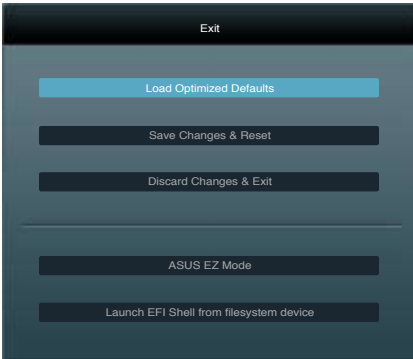 Exit
Load Optimized Defaults
Save Changes & Reset
Discard Changes & Exit
ASUS EZ Mode
Launch EFI Shell from filesystem device